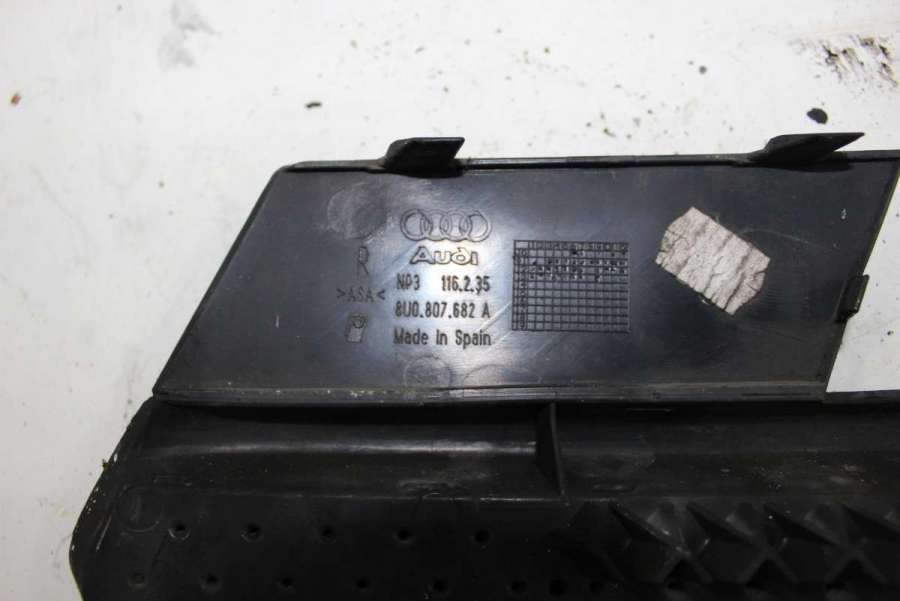 Audi
R
NP3 116.2.35
>ASA<
8U0.807.682 A
P
Made in Spain